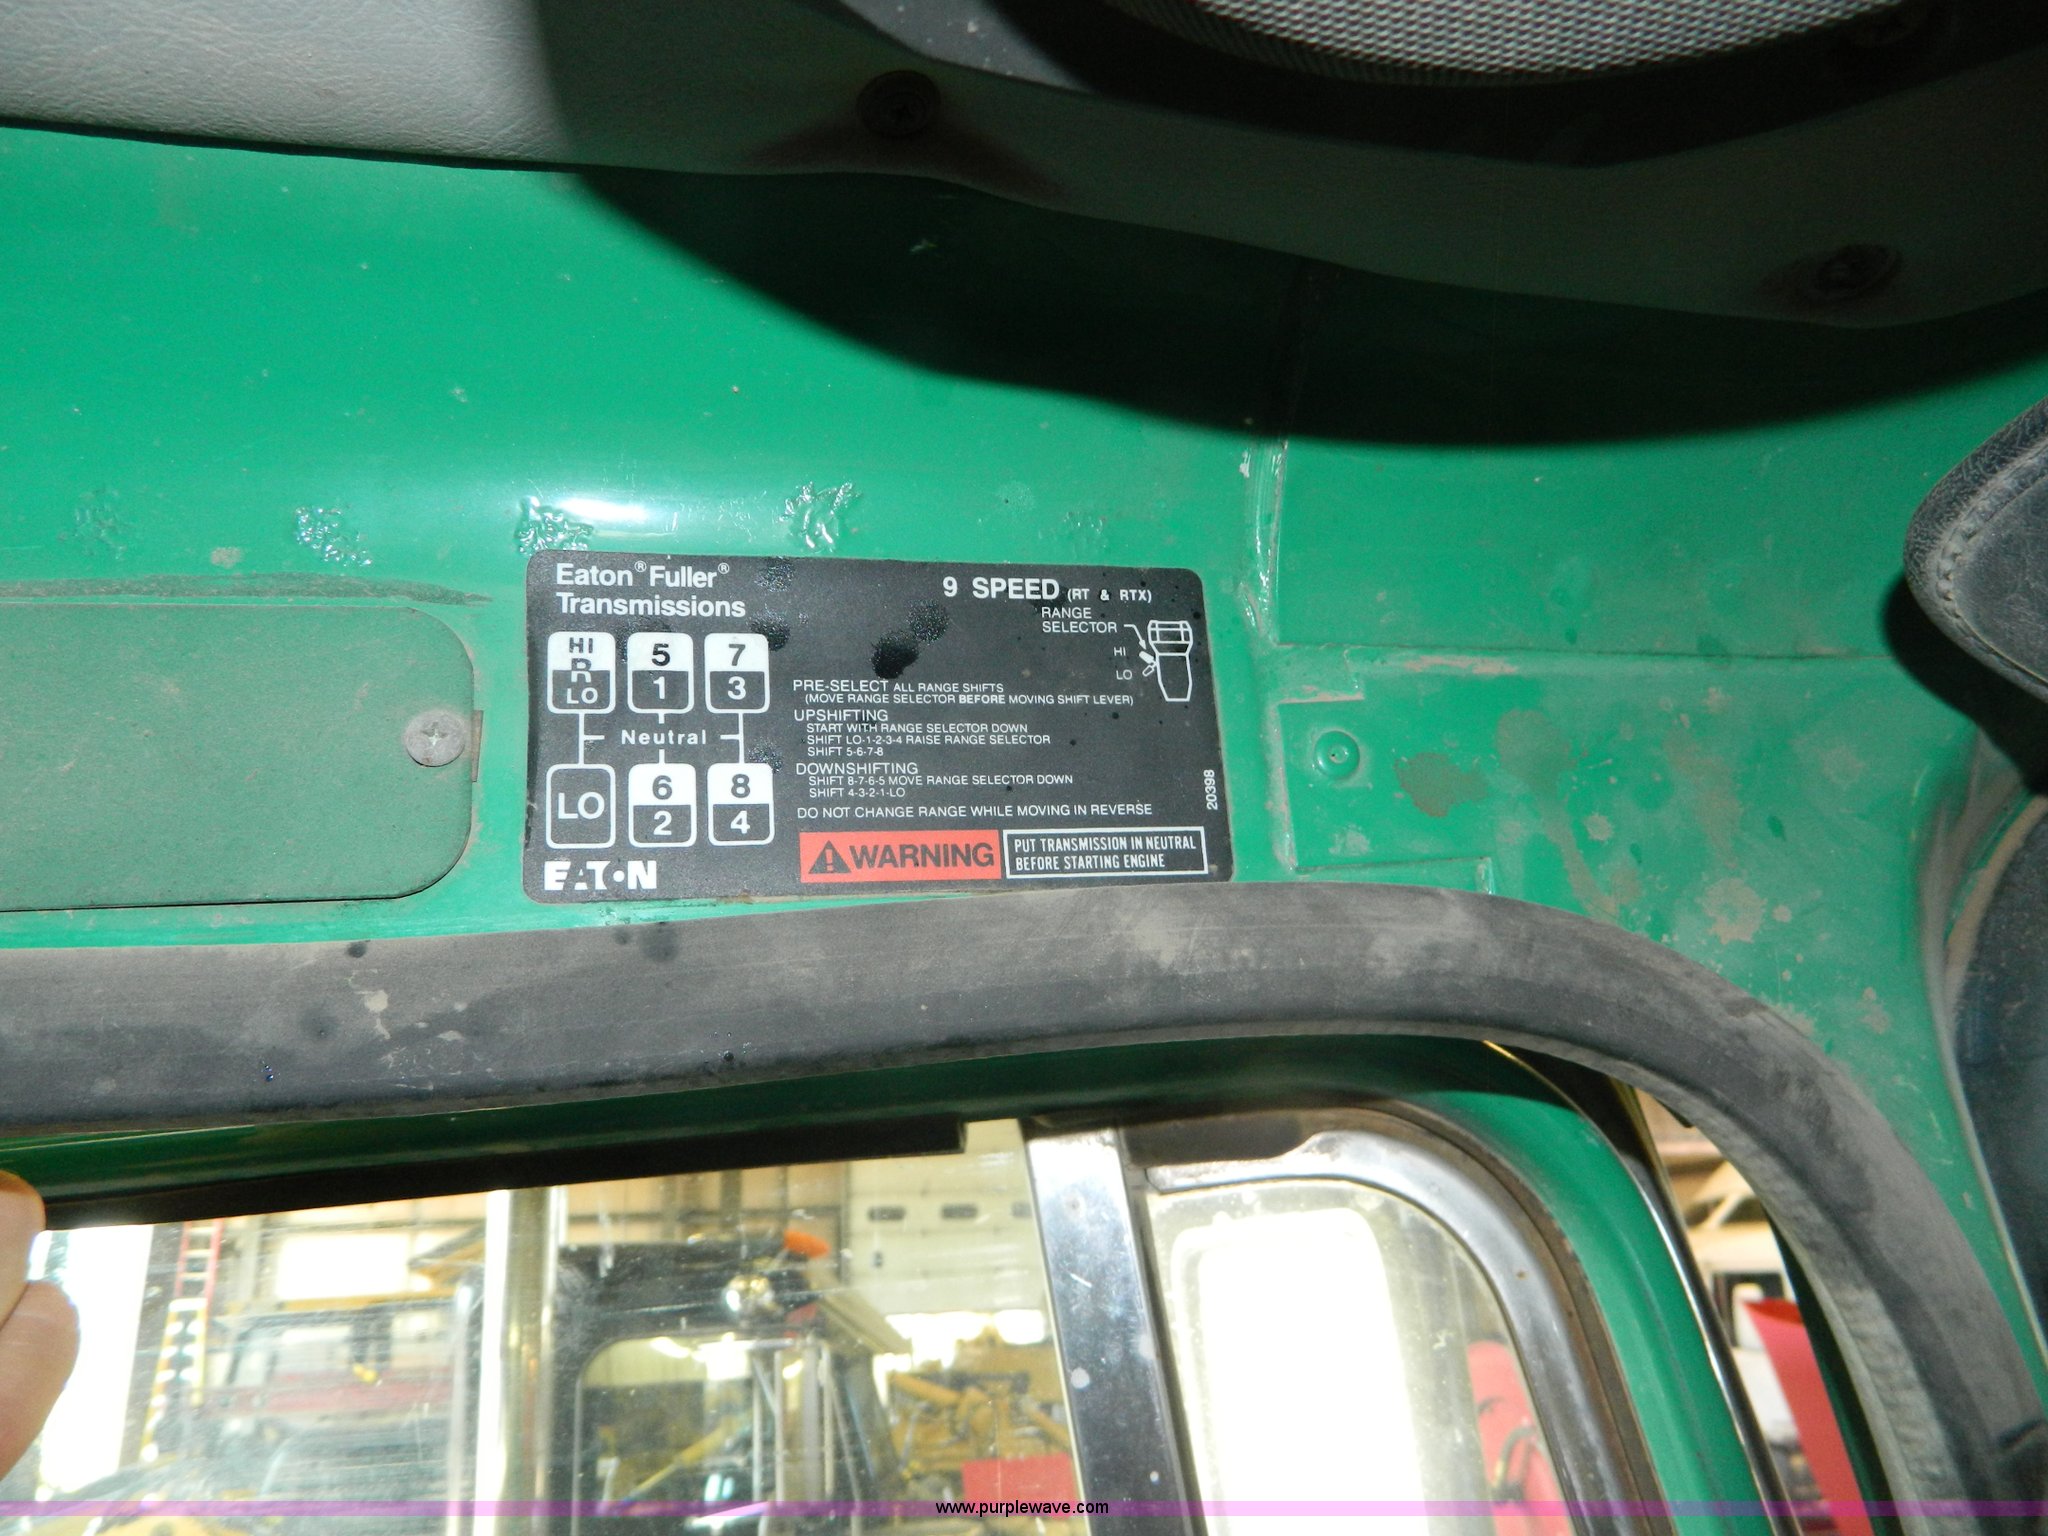 Eaton® Fuller®
Transmissions
9 SPEED (RT & RTX)
RANGE
SELECTOR
HI
LO
HI
R
LO
5
1
7
3
Neutral
LO
6
2
8
4
PRE-SELECT ALL RANGE SHIFTS
(MOVE RANGE SELECTOR BEFORE MOVING SHIFT LEVER)
UPSHIFTING
START WITH RANGE SELECTOR DOWN
SHIFT LO-1-2-3-4 RAISE RANGE SELECTOR
SHIFT 5-6-7-8
DOWNSHIFTING
SHIFT 8-7-6-5 MOVE RANGE SELECTOR DOWN
SHIFT 4-3-2-1-LO
DO NOT CHANGE RANGE WHILE MOVING IN REVERSE
20398
EATON
WARNING
PUT TRANSMISSION IN NEUTRAL
BEFORE STARTING ENGINE
www.purplewave.com